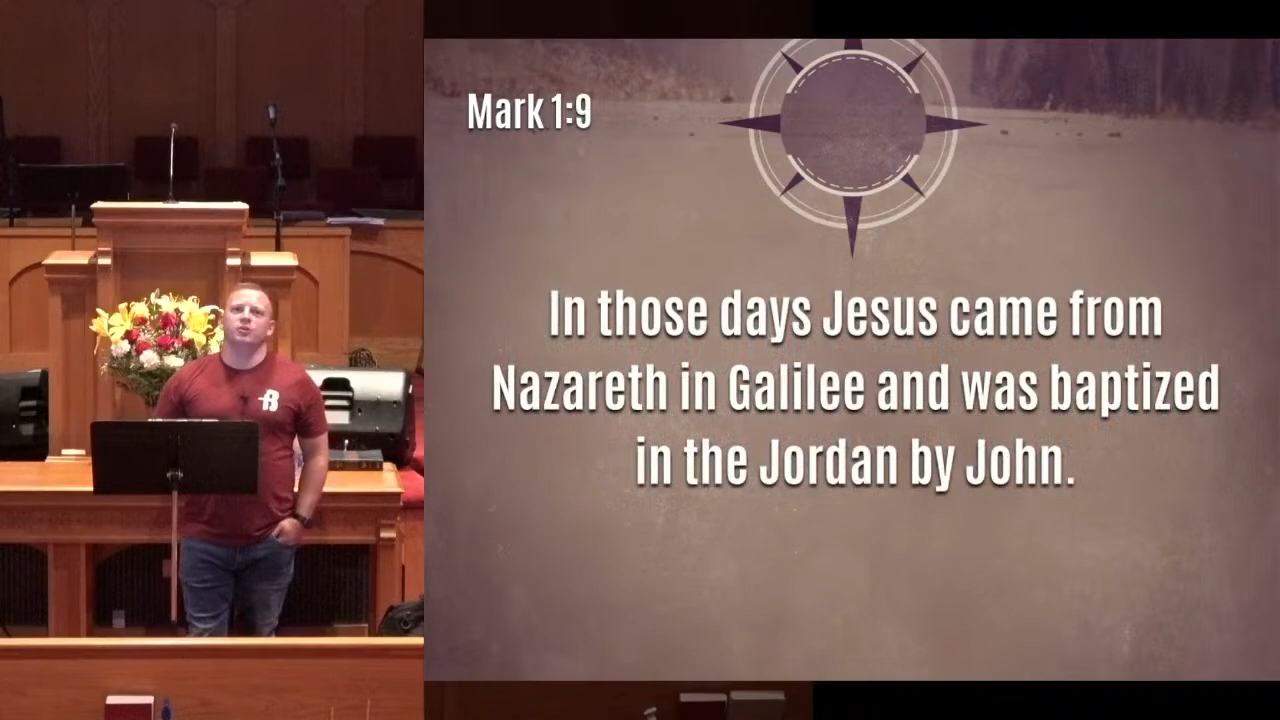 Mark 1:9
In those days Jesus came from
Nazareth in Galilee and was baptized
in the Jordan by John.